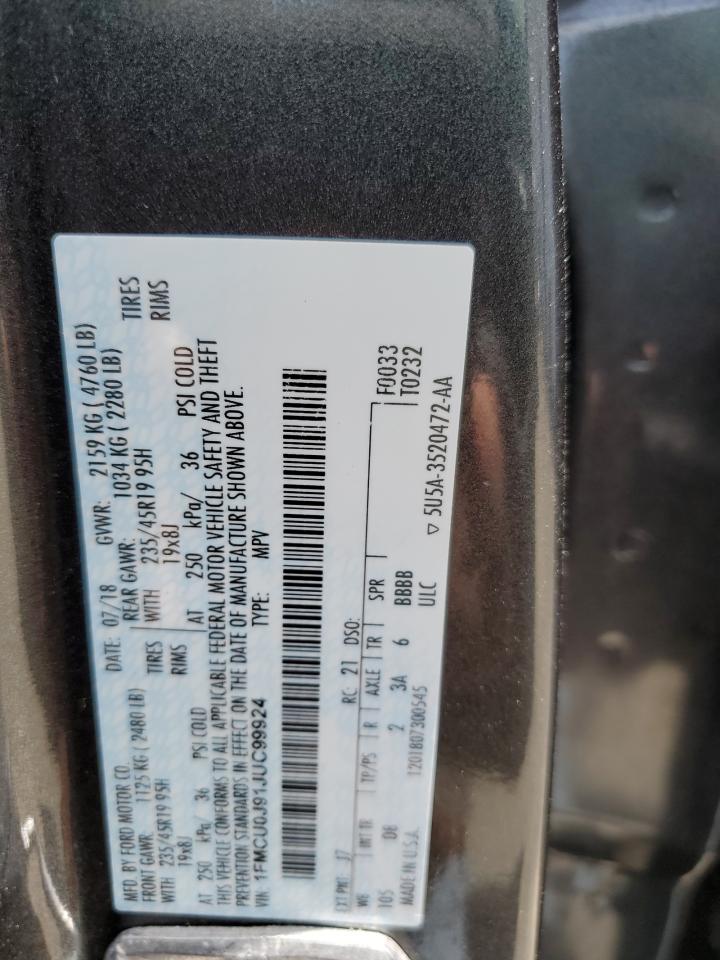 MFD. BY FORD MOTOR CO. DATE: 07/18 GVWR: 2159 KG ( 4760 LB)
FRONT GAWR: 1125 KG ( 2480 LB) REAR GAWR: 1034 KG ( 2280 LB)
WITH 235/45R19 95H TIRES WITH 235/45R19 95H TIRES
19x8J RIMS 19x8J RIMS
AT 250 kPa/ 36 PSI COLD AT 250 kPa/ 36 PSI COLD
THIS VEHICLE CONFORMS TO ALL APPLICABLE FEDERAL MOTOR VEHICLE SAFETY AND THEFT
PREVENTION STANDARDS IN EFFECT ON THE DATE OF MANUFACTURE SHOWN ABOVE.
VIN: 1FMCU0J91JUC99924 TYPE: MPV
EXT PNT: J7 RC: 21 DSO: F0033
WB INT TR TP/PS R AXLE TR SPR T0232
105 DB 2 3A 6 BBBB
MADE IN U.S.A. 1201807300545 ULC ▽ 5U5A-3520472-AA